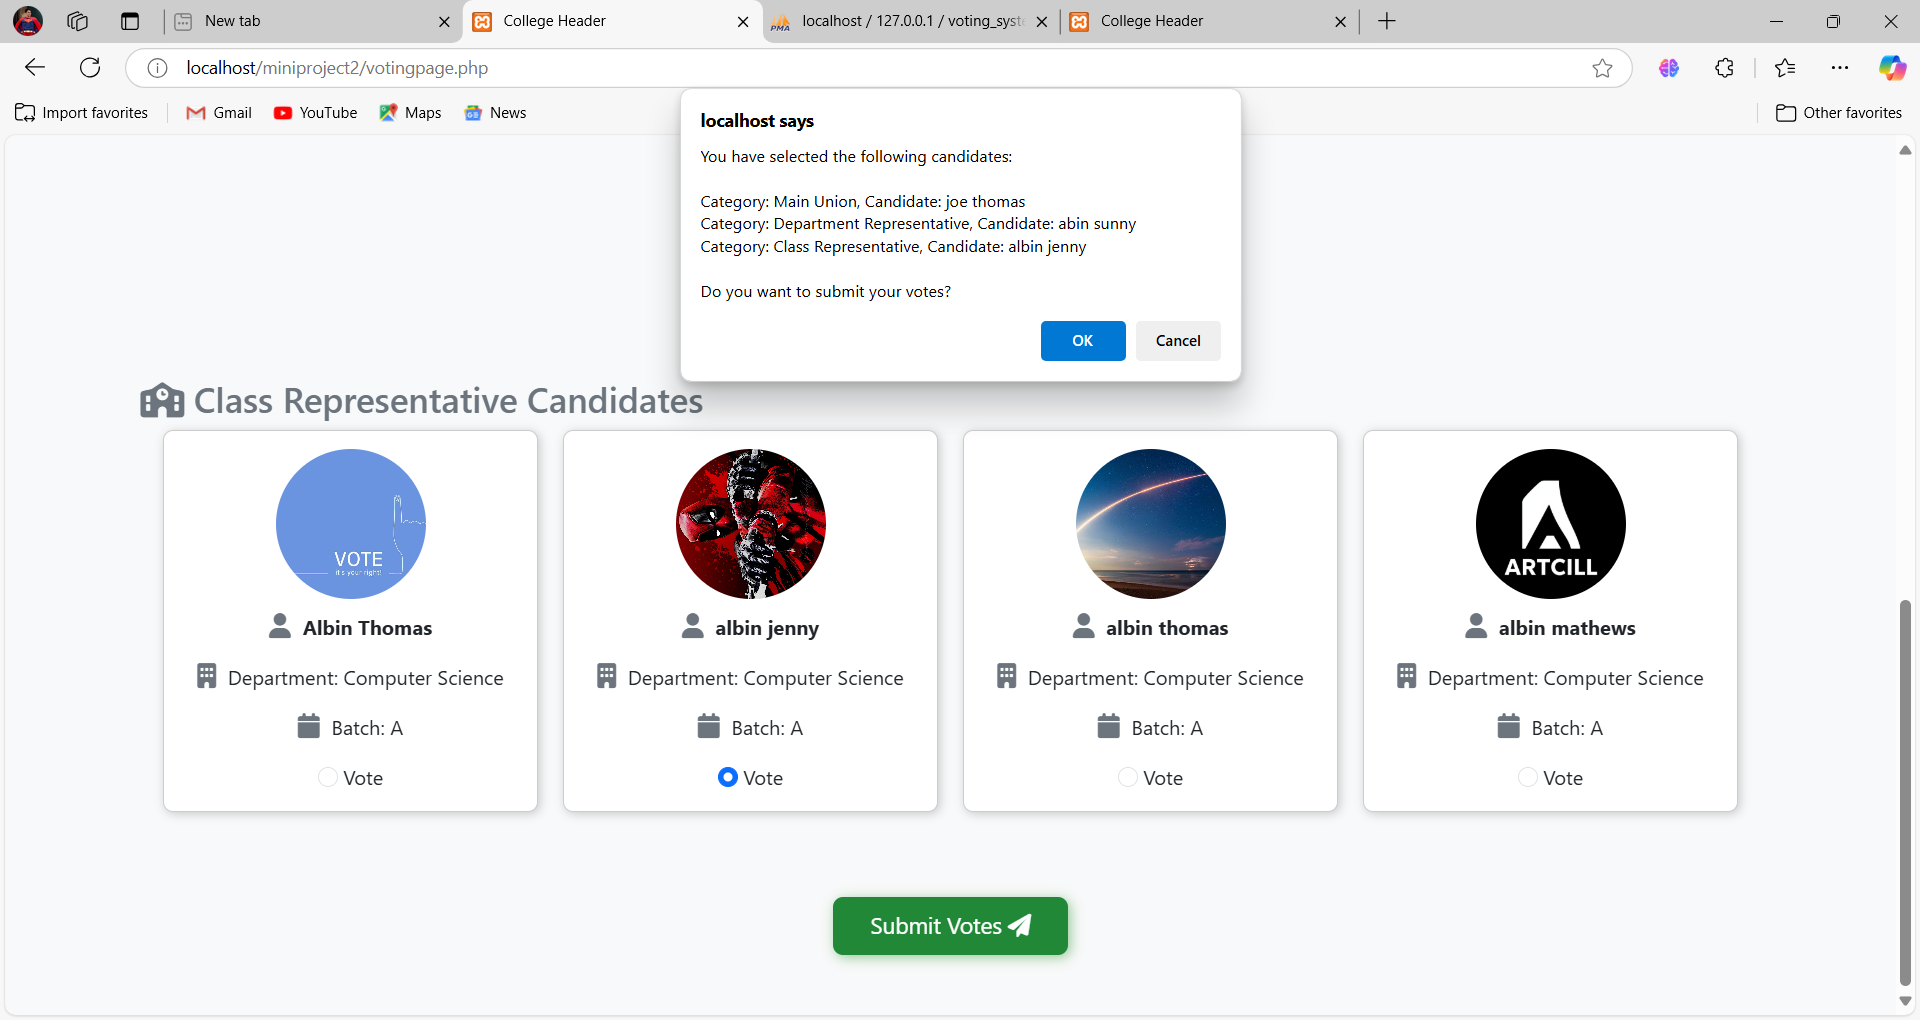 New tab
College Header
localhost / 127.0.0.1 / voting_syste
College Header
localhost/miniproject2/votingpage.php
Import favorites
Gmail
YouTube
Maps
News
Other favorites
localhost says
You have selected the following candidates:
Category: Main Union, Candidate: joe thomas
Category: Department Representative, Candidate: abin sunny
Category: Class Representative, Candidate: albin jenny
Do you want to submit your votes?
OK
Cancel
Class Representative Candidates
VOTE
it's your right!
Albin Thomas
Department: Computer Science
Batch: A
Vote
albin jenny
Department: Computer Science
Batch: A
Vote
albin thomas
Department: Computer Science
Batch: A
Vote
ARTCILL
albin mathews
Department: Computer Science
Batch: A
Vote
Submit Votes